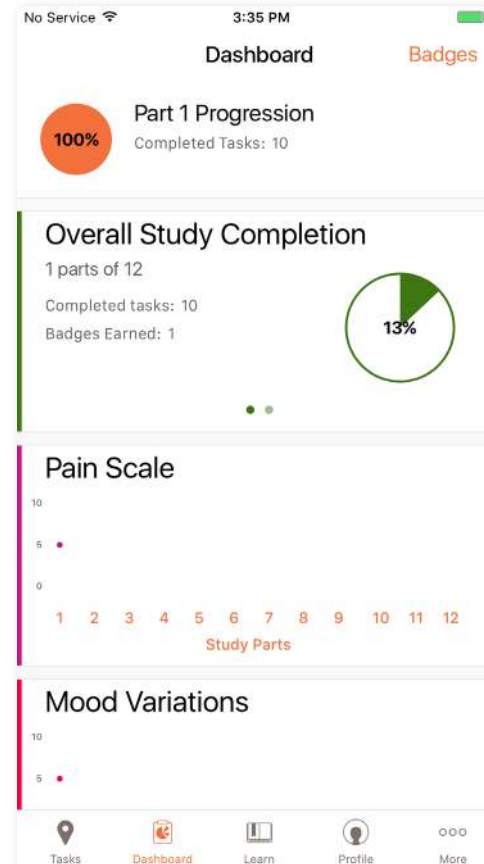 No Service 3:35 PM
Dashboard Badges
100%
Part 1 Progression
Completed Tasks: 10
Overall Study Completion
1 parts of 12
Completed tasks: 10
Badges Earned: 1
13%
Pain Scale
10
5
0
1 2 3 4 5 6 7 8 9 10 11 12
Study Parts
Mood Variations
10
5
Tasks Dashboard Learn Profile More